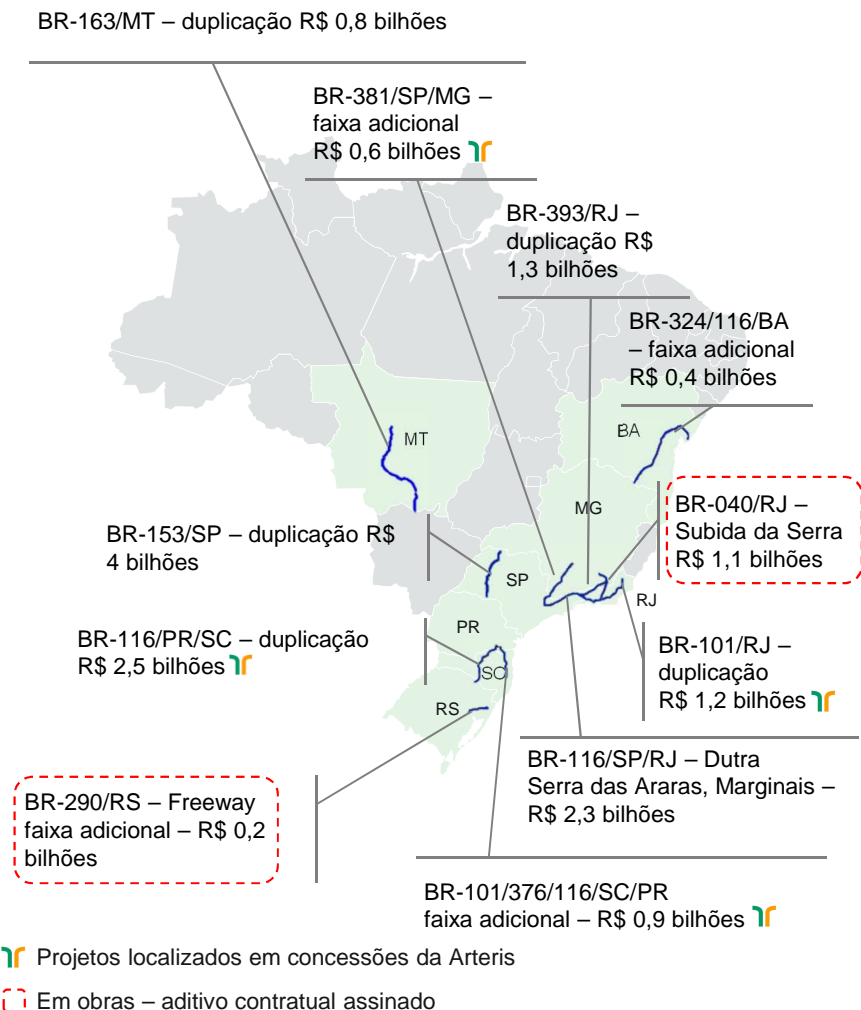 BR-163/MT – duplicação R$ 0,8 bilhões
BR-381/SP/MG –
faixa adicional
R$ 0,6 bilhões
BR-393/RJ –
duplicação R$
1,3 bilhões
BR-324/116/BA
– faixa adicional
R$ 0,4 bilhões
MT
BA
MG
BR-040/RJ –
Subida da Serra
R$ 1,1 bilhões
BR-153/SP – duplicação R$
4 bilhões
SP
RJ
PR
BR-116/PR/SC – duplicação
R$ 2,5 bilhões
SC
BR-101/RJ –
duplicação
R$ 1,2 bilhões
RS
BR-116/SP/RJ – Dutra
Serra das Araras, Marginais –
R$ 2,3 bilhões
BR-290/RS – Freeway
faixa adicional – R$ 0,2
bilhões
BR-101/376/116/SC/PR
faixa adicional – R$ 0,9 bilhões
Projetos localizados em concessões da Arteris
Em obras – aditivo contratual assinado